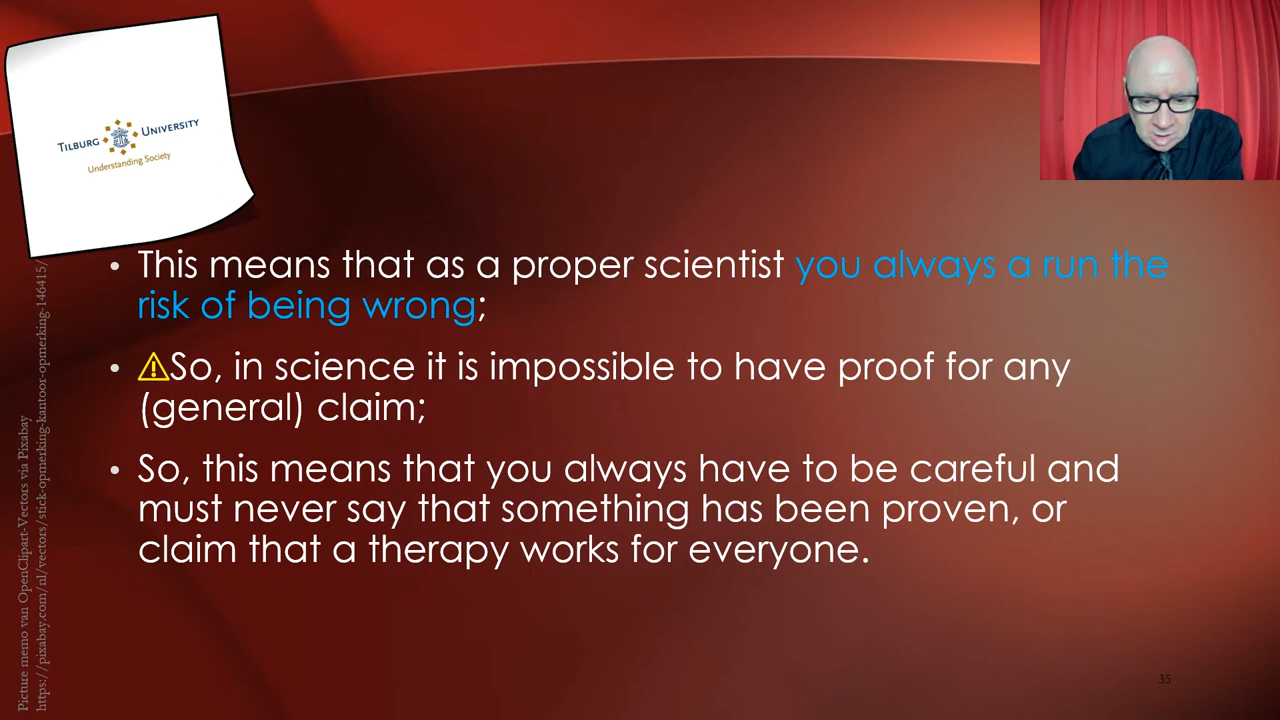 TILBURG UNIVERSITY
Understanding Society
• This means that as a proper scientist you always a run the
risk of being wrong;
• ⚠So, in science it is impossible to have proof for any
(general) claim;
• So, this means that you always have to be careful and
must never say that something has been proven, or
claim that a therapy works for everyone.
Picture memo van OpenClipart-Vectors via Pixabay
https://pixabay.com/nl/vectors/stick-opmerking-kantoor-opmerking-146415/
35